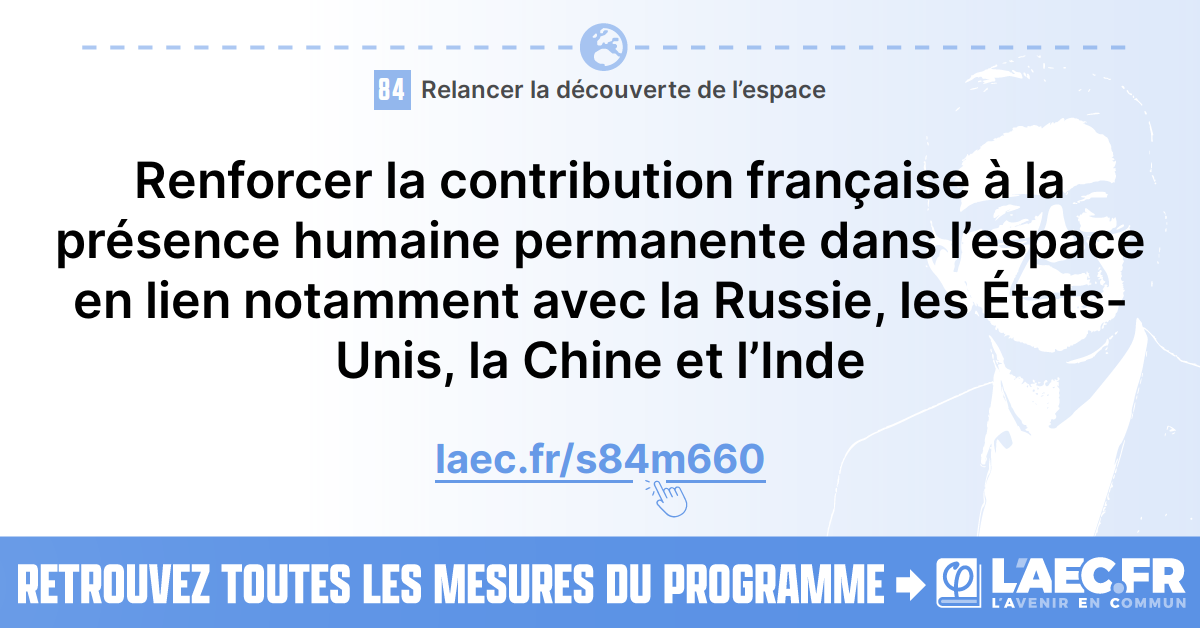 84 Relancer la découverte de l’espace
Renforcer la contribution française à la
présence humaine permanente dans l’espace
en lien notamment avec la Russie, les États-
Unis, la Chine et l’Inde
laec.fr/s84m660
RETROUVEZ TOUTES LES MESURES DU PROGRAMME
φ L'AEC.FR
L'AVENIR EN COMMUN